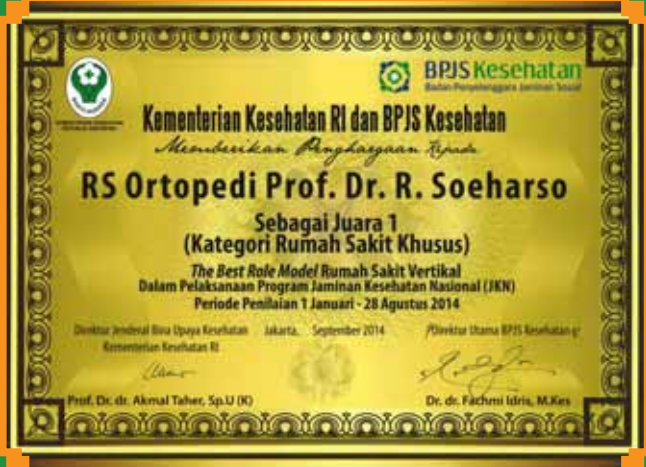 BPJS Kesehatan
Badan Penyelenggara Jaminan Sosial
Kementerian Kesehatan RI dan BPJS Kesehatan
Memberikan Penghargaan Kepada
RS Ortopedi Prof. Dr. R. Soeharso
Sebagai Juara 1
(Kategori Rumah Sakit Khusus)
The Best Role Model Rumah Sakit Vertikal
Dalam Pelaksanaan Program Jaminan Kesehatan Nasional (JKN)
Periode Penilaian 1 Januari - 28 Agustus 2014
Direktur Jenderal Bina Upaya Kesehatan Jakarta, September 2014 Direktur Utama BPJS Kesehatan
Kementerian Kesehatan RI
Prof. Dr. dr. Akmal Taher, Sp.U (K) Dr. dr. Fachmi Idris, M.Kes